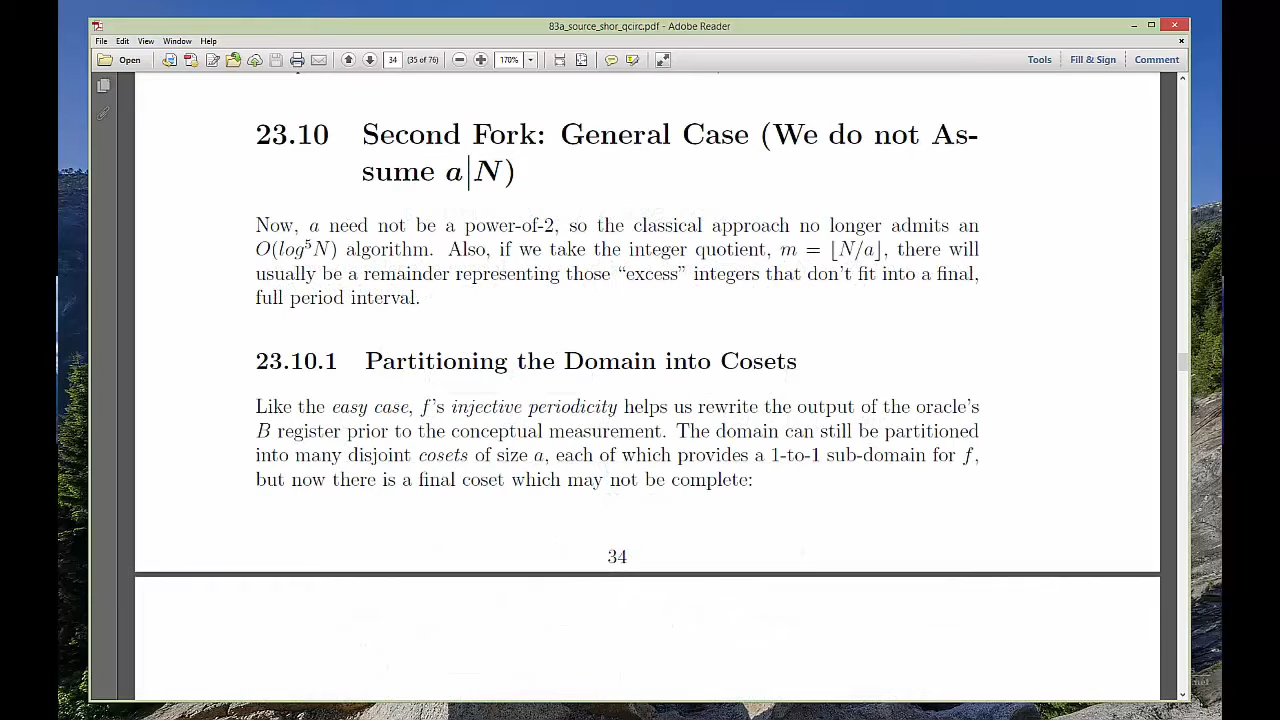 83a_source_shor_qcirc.pdf - Adobe Reader
File Edit View Window Help
Open 34 (35 of 76) 170% Tools Fill & Sign Comment
23.10 Second Fork: General Case (We do not As-
sume a|N)
Now, a need not be a power-of-2, so the classical approach no longer admits an
O(log⁵N) algorithm. Also, if we take the integer quotient, m = ⌊N/a⌋, there will
usually be a remainder representing those “excess” integers that don't fit into a final,
full period interval.
23.10.1 Partitioning the Domain into Cosets
Like the easy case, f's injective periodicity helps us rewrite the output of the oracle's
B register prior to the conceptual measurement. The domain can still be partitioned
into many disjoint cosets of size a, each of which provides a 1-to-1 sub-domain for f,
but now there is a final coset which may not be complete:
34